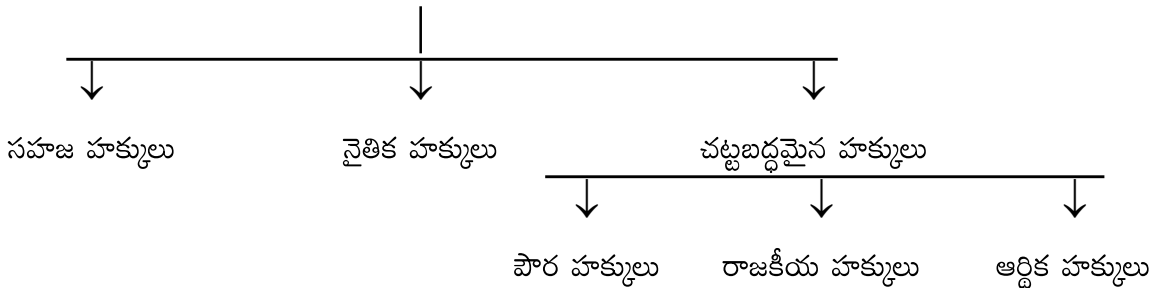 సహజ హక్కులు నైతిక హక్కులు చట్టబద్ధమైన హక్కులు
పౌర హక్కులు రాజకీయ హక్కులు ఆర్థిక హక్కులు